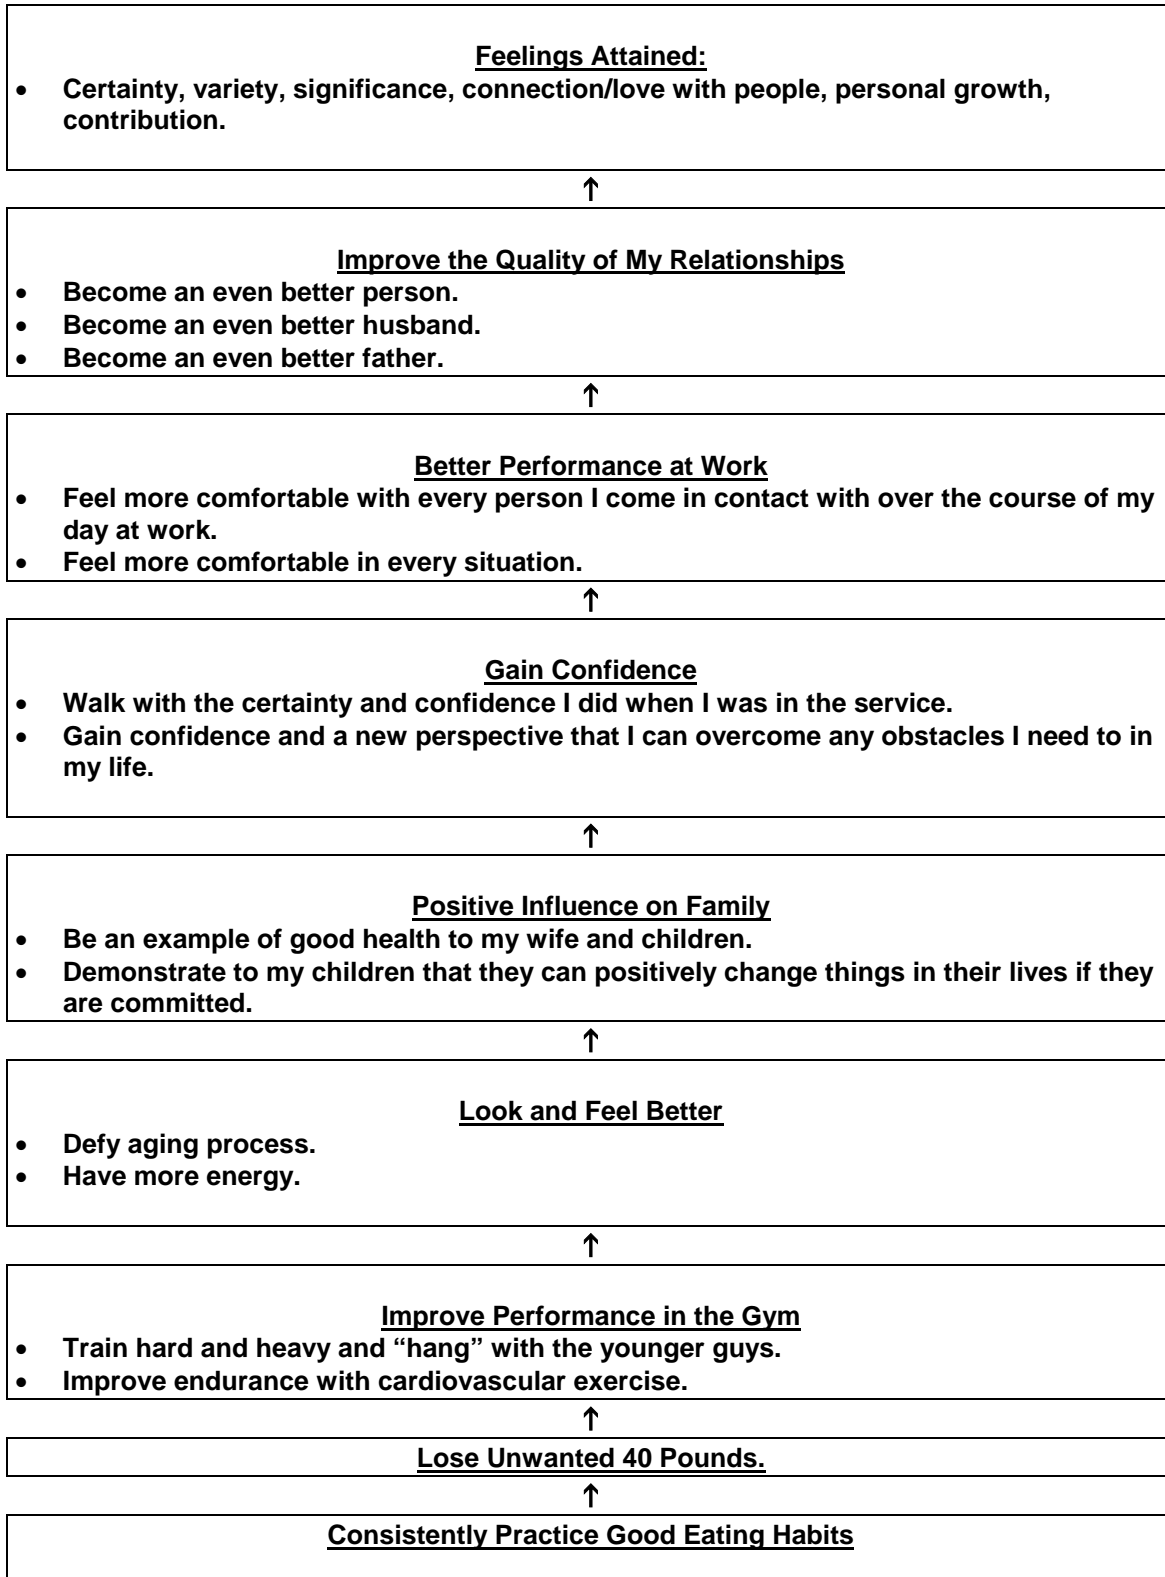 Feelings Attained:
• Certainty, variety, significance, connection/love with people, personal growth,
contribution.
↑
Improve the Quality of My Relationships
• Become an even better person.
• Become an even better husband.
• Become an even better father.
↑
Better Performance at Work
• Feel more comfortable with every person I come in contact with over the course of my
day at work.
• Feel more comfortable in every situation.
↑
Gain Confidence
• Walk with the certainty and confidence I did when I was in the service.
• Gain confidence and a new perspective that I can overcome any obstacles I need to in
my life.
↑
Positive Influence on Family
• Be an example of good health to my wife and children.
• Demonstrate to my children that they can positively change things in their lives if they
are committed.
↑
Look and Feel Better
• Defy aging process.
• Have more energy.
↑
Improve Performance in the Gym
• Train hard and heavy and “hang” with the younger guys.
• Improve endurance with cardiovascular exercise.
↑
Lose Unwanted 40 Pounds.
↑
Consistently Practice Good Eating Habits